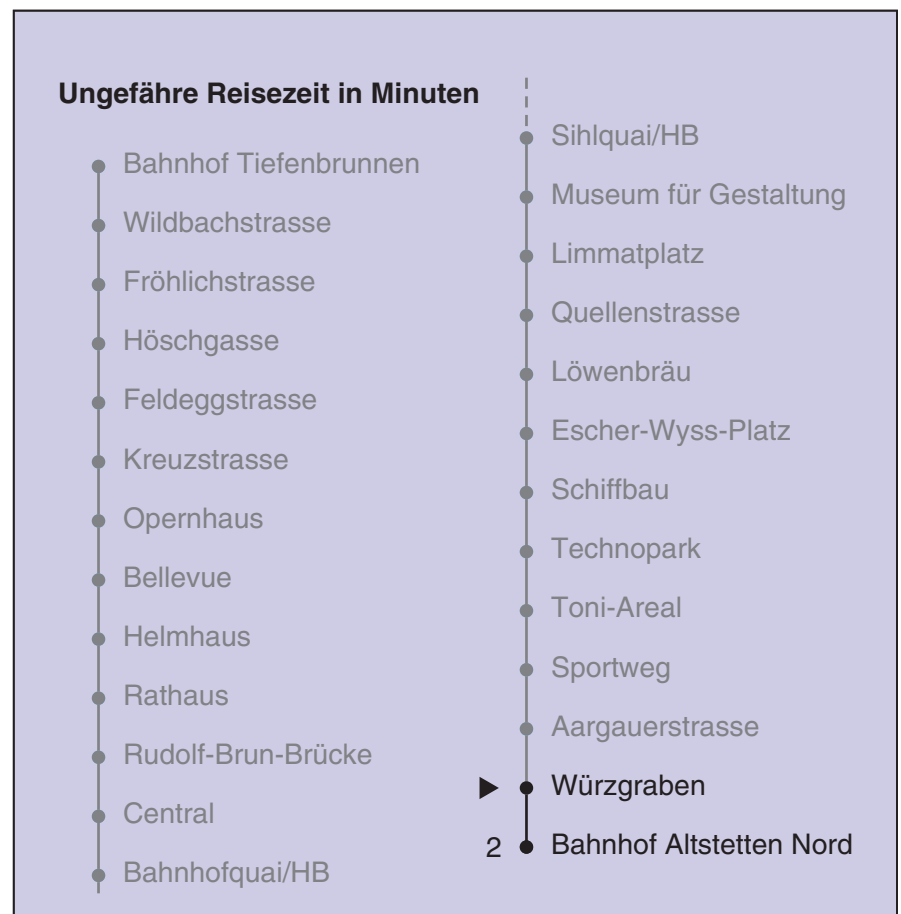 Ungefähre Reisezeit in Minuten
Bahnhof Tiefenbrunnen
Wildbachstrasse
Fröhlichstrasse
Höschgasse
Feldeggstrasse
Kreuzstrasse
Opernhaus
Bellevue
Helmhaus
Rathaus
Rudolf-Brun-Brücke
Central
Bahnhofquai/HB
Sihlquai/HB
Museum für Gestaltung
Limmatplatz
Quellenstrasse
Löwenbräu
Escher-Wyss-Platz
Schiffbau
Technopark
Toni-Areal
Sportweg
Aargauerstrasse
Würzgraben
2 Bahnhof Altstetten Nord